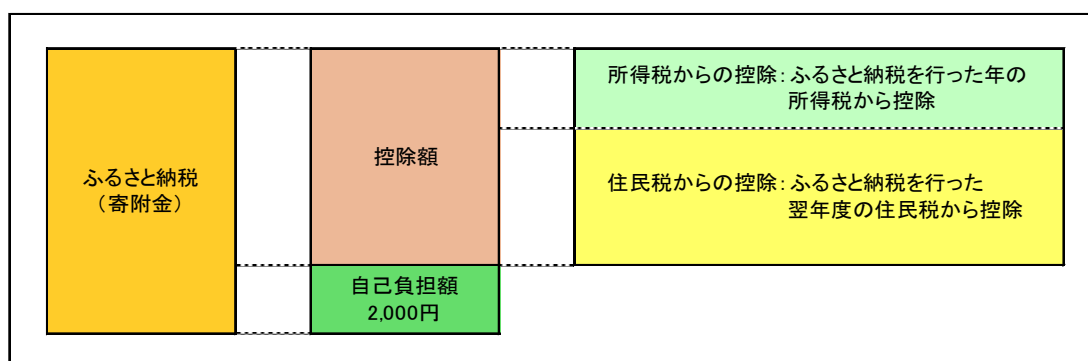 ふるさと納税
（寄附金）
控除額
自己負担額
2,000円
所得税からの控除：ふるさと納税を行った年の
所得税から控除
住民税からの控除：ふるさと納税を行った
翌年度の住民税から控除